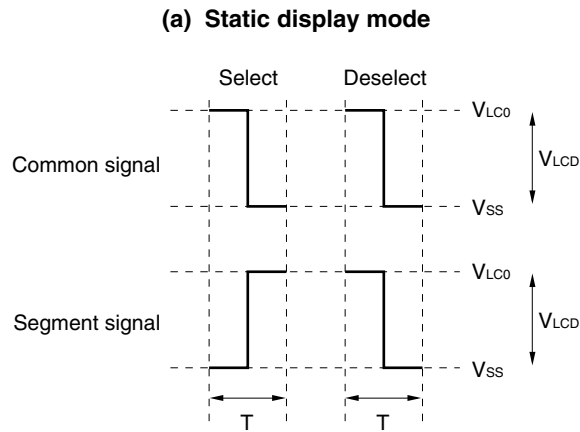 (a) Static display mode
Select
Deselect
VLC0
Common signal
VLCD
VSS
VLC0
Segment signal
VLCD
VSS
T
T